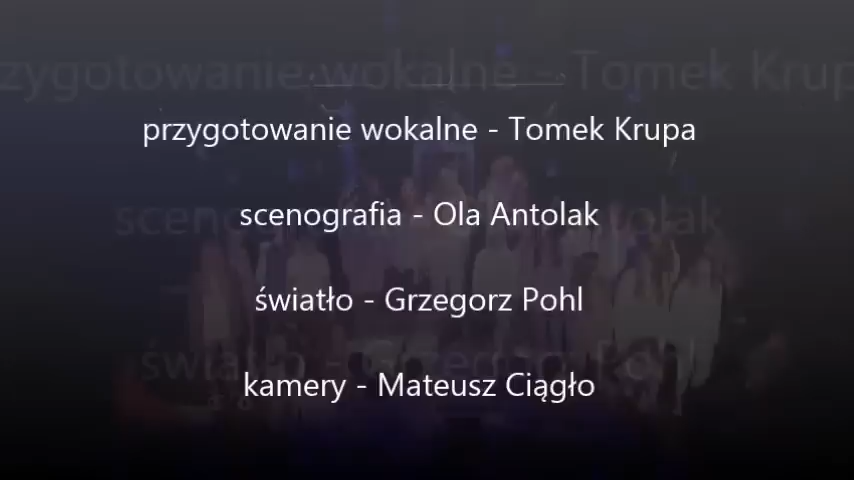 przygotowanie wokalne - Tomek Krupa
scenografia - Ola Antolak
światło - Grzegorz Pohl
kamery - Mateusz Ciągło